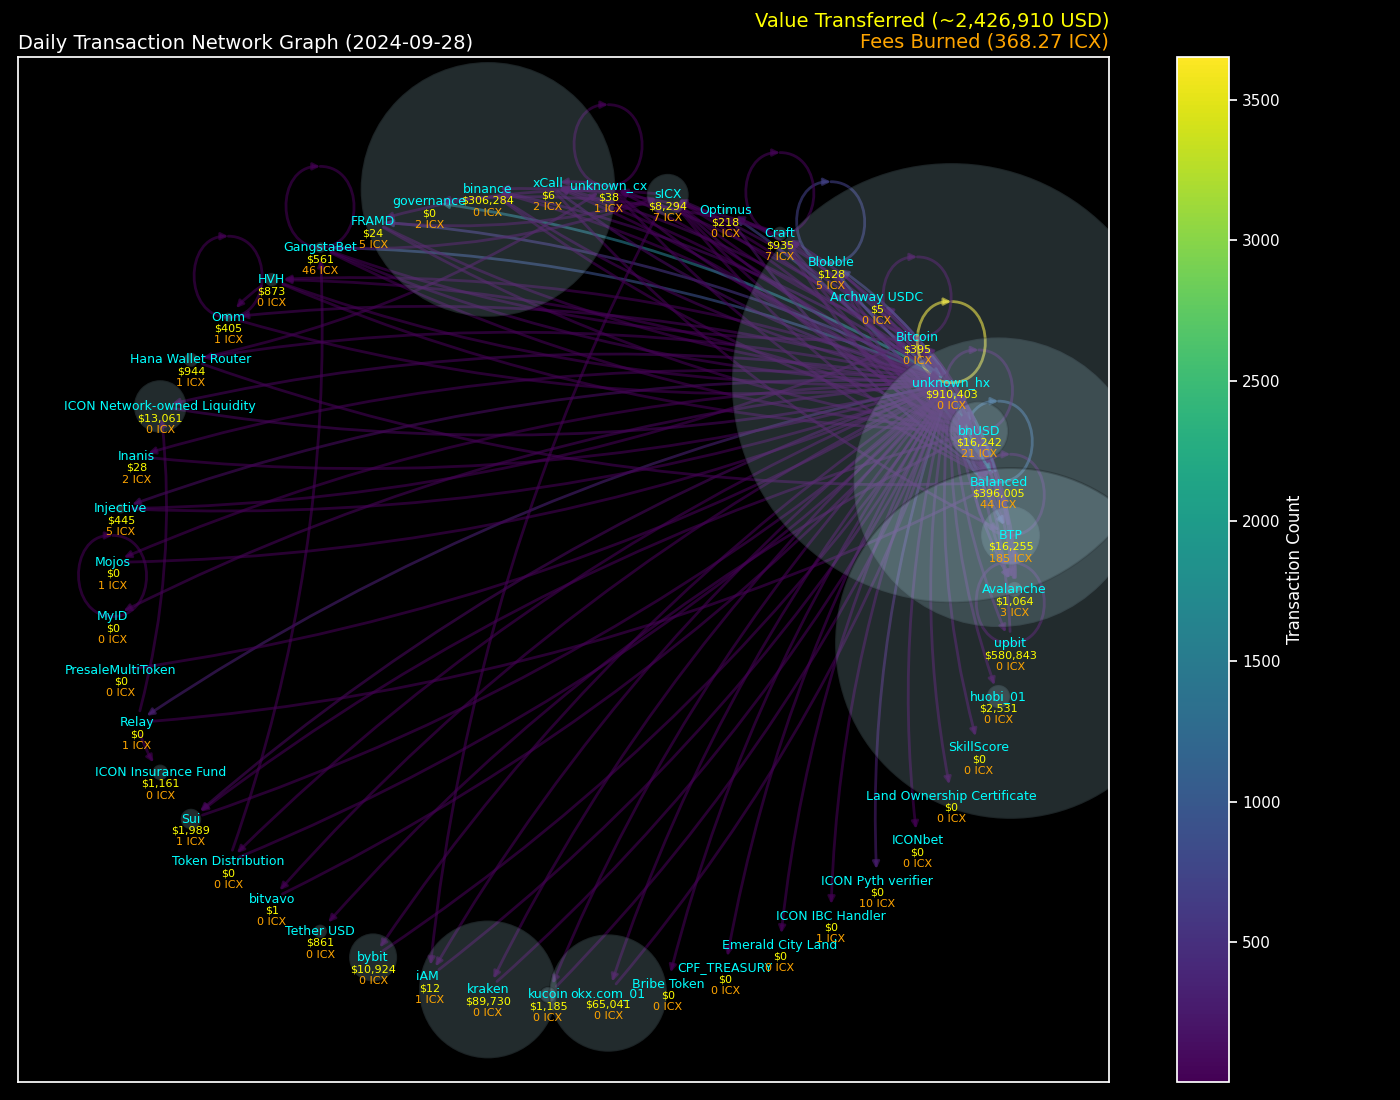 Value Transferred (~2,426,910 USD)
Daily Transaction Network Graph (2024-09-28)
Fees Burned (368.27 ICX)
binance
$306,284
0 ICX
xCall
$6
2 ICX
unknown_cx
$38
1 ICX
sICX
$8,294
7 ICX
governance
$0
2 ICX
Optimus
$218
0 ICX
FRAMD
$24
5 ICX
Craft
$935
7 ICX
GangstaBet
$561
46 ICX
Blobble
$128
5 ICX
HVH
$873
0 ICX
Archway USDC
$5
0 ICX
Omm
$405
1 ICX
Bitcoin
$395
0 ICX
Hana Wallet Router
$944
1 ICX
unknown_hx
$910,403
0 ICX
ICON Network-owned Liquidity
$13,061
0 ICX
bnUSD
$16,242
21 ICX
Inanis
$28
2 ICX
Balanced
$396,005
44 ICX
Injective
$445
5 ICX
BTP
$16,255
185 ICX
Mojos
$0
1 ICX
Avalanche
$1,064
3 ICX
MyID
$0
0 ICX
upbit
$580,843
0 ICX
PresaleMultiToken
$0
0 ICX
huobi_01
$2,531
0 ICX
Relay
$0
1 ICX
SkillScore
$0
0 ICX
ICON Insurance Fund
$1,161
0 ICX
Land Ownership Certificate
$0
0 ICX
Sui
$1,989
1 ICX
ICONbet
$0
0 ICX
Token Distribution
$0
0 ICX
ICON Pyth verifier
$0
10 ICX
bitvavo
$1
0 ICX
ICON IBC Handler
$0
1 ICX
Tether USD
$861
0 ICX
Emerald City Land
$0
ICX
bybit
$10,924
0 ICX
CPF_TREASURY
$0
0 ICX
iAM
$12
1 ICX
Bribe Token
$0
0 ICX
kraken
$89,730
0 ICX
kucoin
$1,185
0 ICX
okx.com_01
$65,041
0 ICX
3500
3000
2500
2000
1500
1000
500
Transaction Count